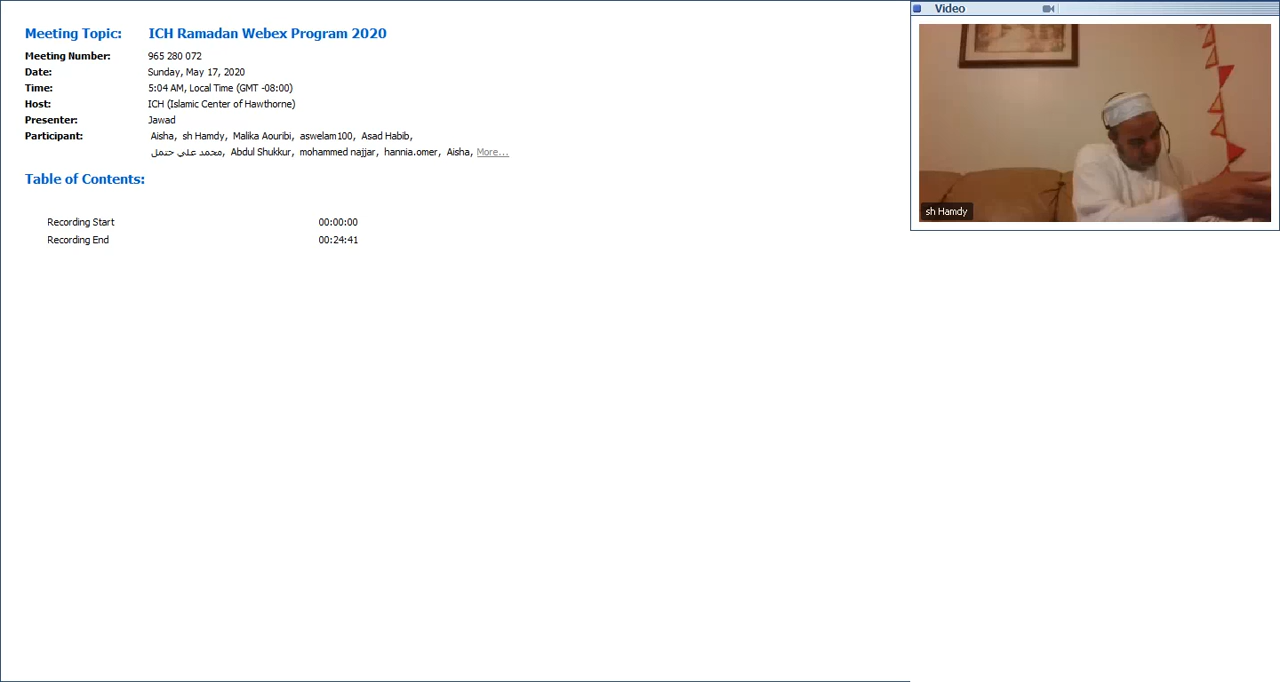 Meeting Topic: ICH Ramadan Webex Program 2020
Meeting Number: 965 280 072
Date: Sunday, May 17, 2020
Time: 5:04 AM, Local Time (GMT -08:00)
Host: ICH (Islamic Center of Hawthorne)
Presenter: Jawad
Participant: Aisha, sh Hamdy, Malika Aouribi, aswelam100, Asad Habib,
محمد علي حنمل, Abdul Shukkur, mohammed najjar, hannia.omer, Aisha, More...
Table of Contents:
Recording Start 00:00:00
Recording End 00:24:41
Video
sh Hamdy